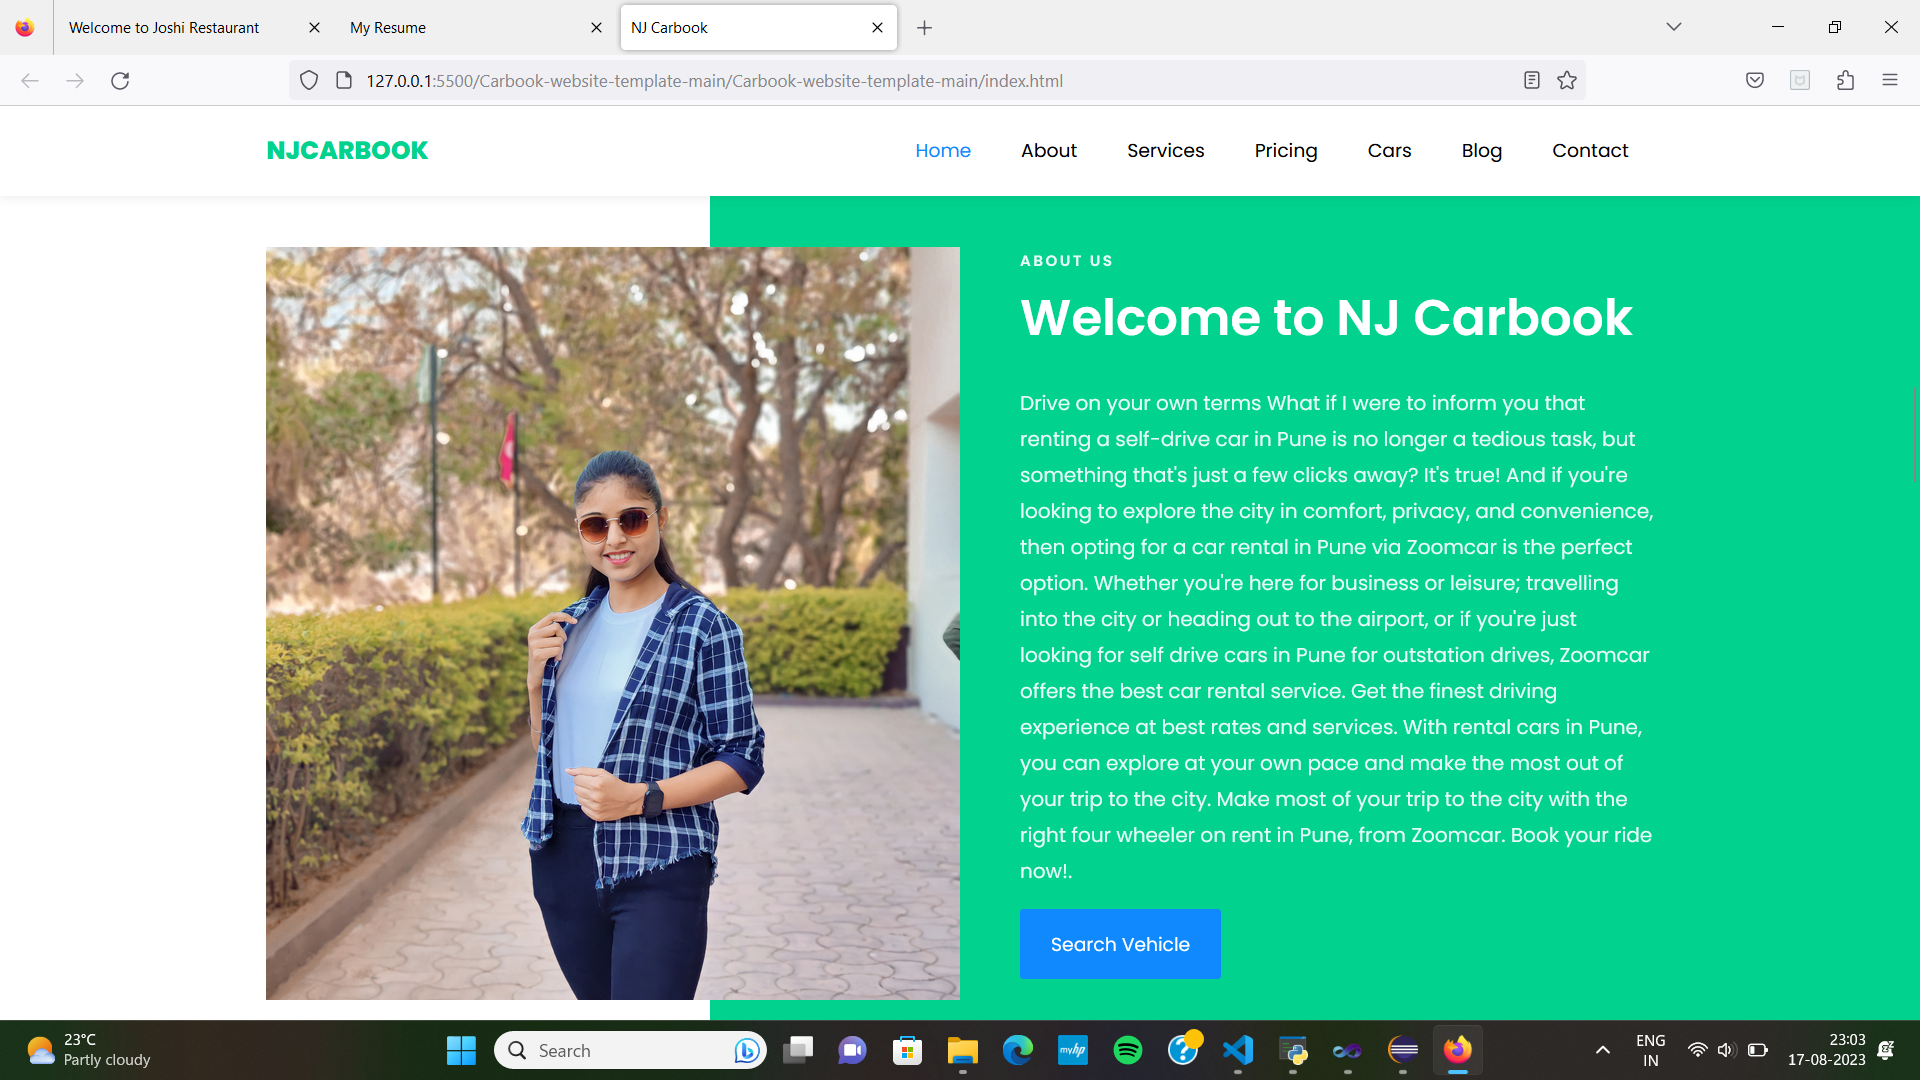 Welcome to Joshi Restaurant
My Resume
NJ Carbook
127.0.0.1:5500/Carbook-website-template-main/Carbook-website-template-main/index.html
NJCARBOOK
Home
About
Services
Pricing
Cars
Blog
Contact
ABOUT US
Welcome to NJ Carbook
Drive on your own terms What if I were to inform you that
renting a self-drive car in Pune is no longer a tedious task, but
something that's just a few clicks away? It's true! And if you're
looking to explore the city in comfort, privacy, and convenience,
then opting for a car rental in Pune via Zoomcar is the perfect
option. Whether you're here for business or leisure; travelling
into the city or heading out to the airport, or if you're just
looking for self drive cars in Pune for outstation drives, Zoomcar
offers the best car rental service. Get the finest driving
experience at best rates and services. With rental cars in Pune,
you can explore at your own pace and make the most out of
your trip to the city. Make most of your trip to the city with the
right four wheeler on rent in Pune, from Zoomcar. Book your ride
now!.
Search Vehicle
23°C
Partly cloudy
Search
myhp
ENG
IN
23:03
17-08-2023